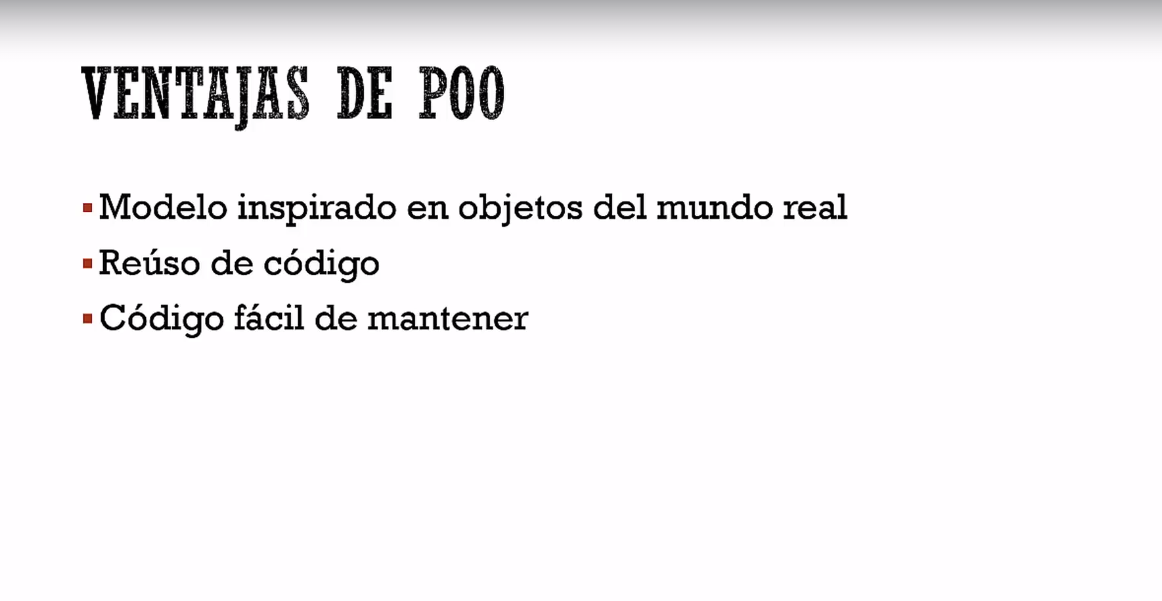 VENTAJAS DE POO
▪Modelo inspirado en objetos del mundo real
▪Reúso de código
▪Código fácil de mantener